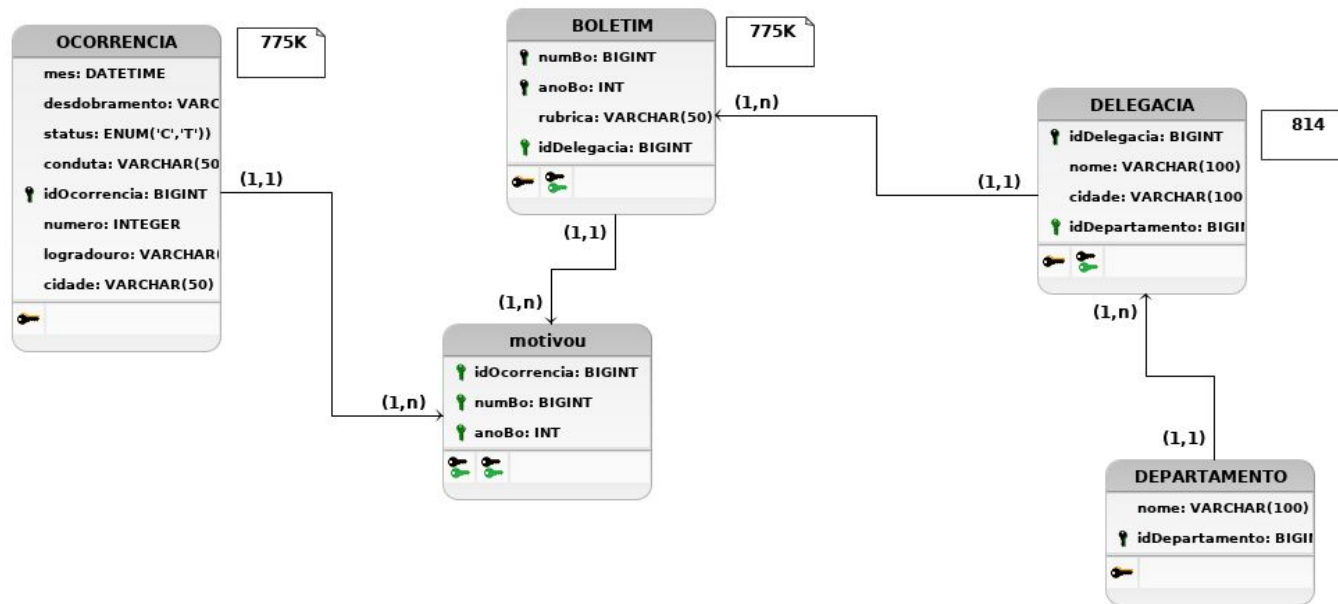 OCORRENCIA
mes: DATETIME
desdobramento: VARC
status: ENUM('C','T'))
conduta: VARCHAR(50
idOcorrencia: BIGINT
numero: INTEGER
logradouro: VARCHAR(
cidade: VARCHAR(50)
775K
(1,1)
(1,n)
BOLETIM
numBo: BIGINT
anoBo: INT
rubrica: VARCHAR(50)
idDelegacia: BIGINT
775K
(1,n)
(1,1)
(1,1)
(1,n)
motivou
idOcorrencia: BIGINT
numBo: BIGINT
anoBo: INT
DELEGACIA
idDelegacia: BIGINT
nome: VARCHAR(100)
cidade: VARCHAR(100
idDepartamento: BIGII
814
(1,n)
(1,1)
DEPARTAMENTO
nome: VARCHAR(100)
idDepartamento: BIGII